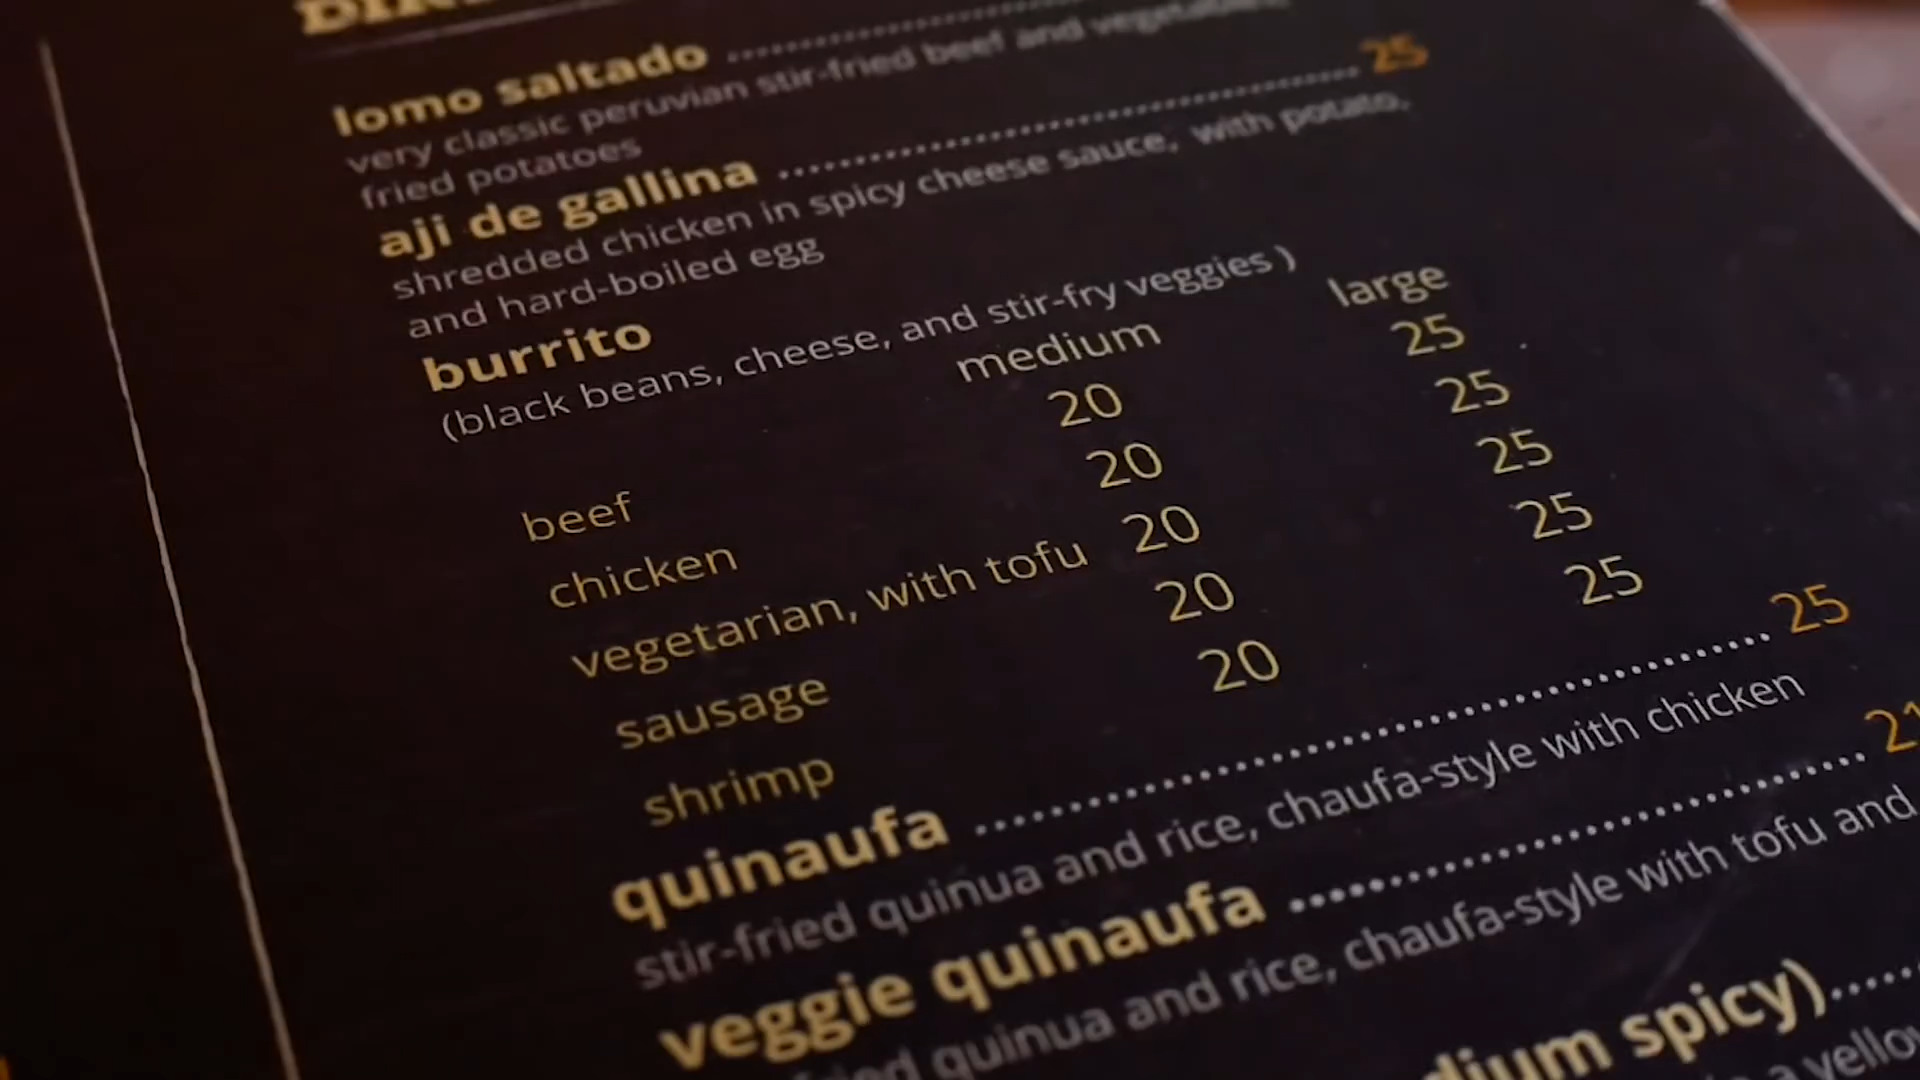 lomo saltado ........................
very classic peruvian stir-fried beef and vegetables,
fried potatoes
aji de gallina ................................................ 25
shredded chicken in spicy cheese sauce, with potato,
and hard-boiled egg
burrito
(black beans, cheese, and stir-fry veggies )
medium large
beef 20 25
chicken 20 25
vegetarian, with tofu 20 25
sausage 20 25
shrimp 20 25
quinaufa ................................................ 25
stir-fried quinua and rice, chaufa-style with chicken
veggie quinaufa ................................................ 21
quinua and rice, chaufa-style with tofu and
spicy).....
a